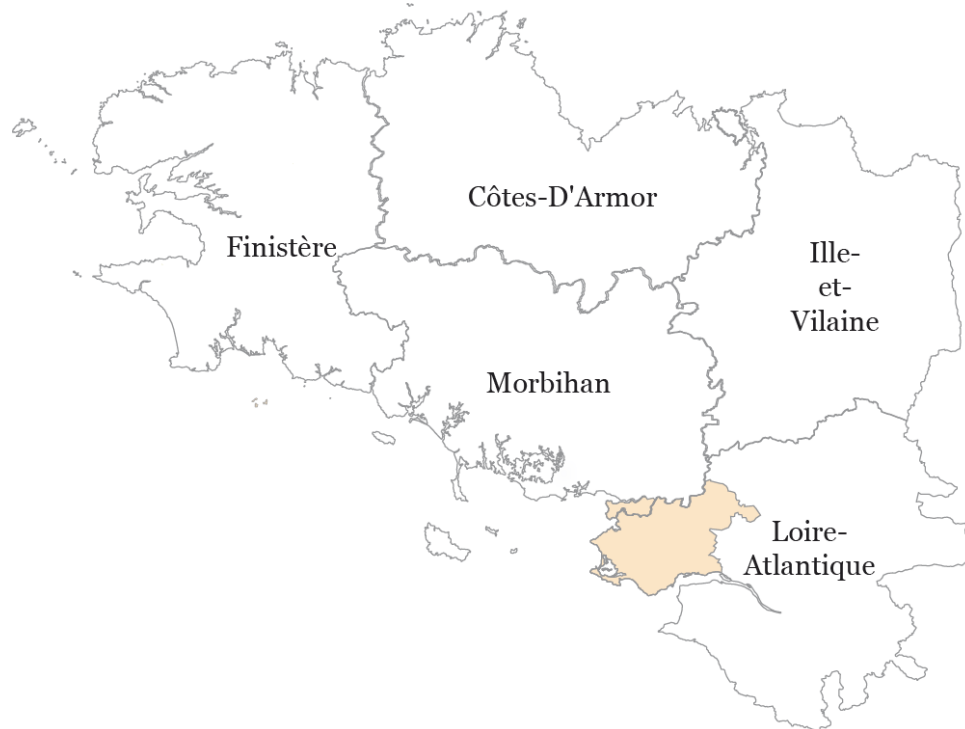 Côtes-D'Armor
Finistère
Ille-
et-
Vilaine
Morbihan
Loire-
Atlantique